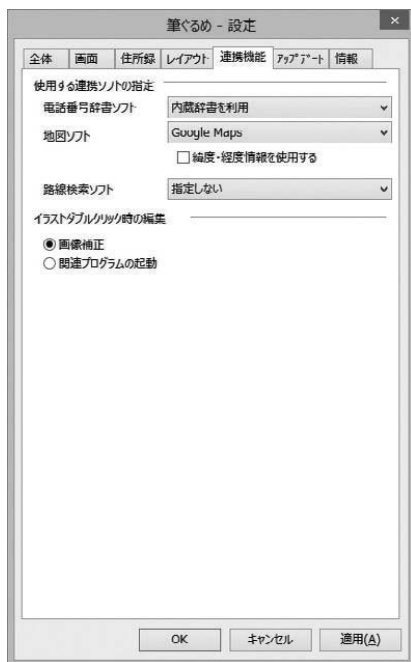 筆ぐるめ - 設定
全体 画面 住所録 レイアウト 連携機能 ｱｯﾌﾟﾃﾞｰﾄ 情報
使用する連携ソフトの指定
電話番号辞書ソフト 内蔵辞書を利用
地図ソフト Google Maps
緯度・経度情報を使用する
路線検索ソフト 指定しない
イラストダブルクリック時の編集
画像補正
関連プログラムの起動
OK キャンセル 適用(A)